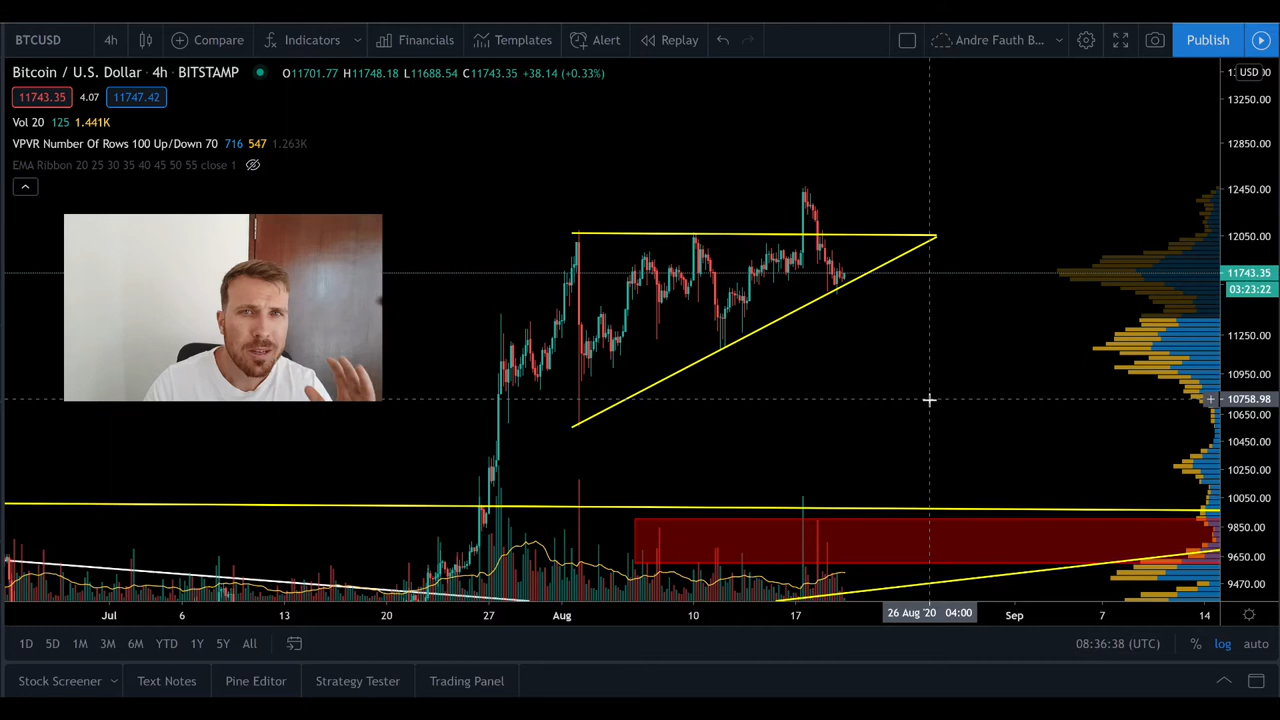 BTCUSD 4h Compare Indicators Financials Templates Alert Replay Andre Fauth B... Publish
Bitcoin / U.S. Dollar · 4h · BITSTAMP O11701.77 H11748.18 L11688.54 C11743.35 +38.14 (+0.33%)
11743.35 4.07 11747.42
Vol 20 125 1.441K
VPVR Number Of Rows 100 Up/Down 70 716 547 1.263K
EMA Ribbon 20 25 30 35 40 45 50 55 close 1
USD
13250.00
12850.00
12450.00
12050.00
11743.35
03:23:22
11250.00
10950.00
10758.98
10650.00
10450.00
10250.00
10050.00
9850.00
9650.00
9470.00
Jul 6 13 20 27 Aug 10 17 26 Aug '20 04:00 Sep 7 14
1D 5D 1M 3M 6M YTD 1Y 5Y All 08:36:38 (UTC) % log auto
Stock Screener Text Notes Pine Editor Strategy Tester Trading Panel